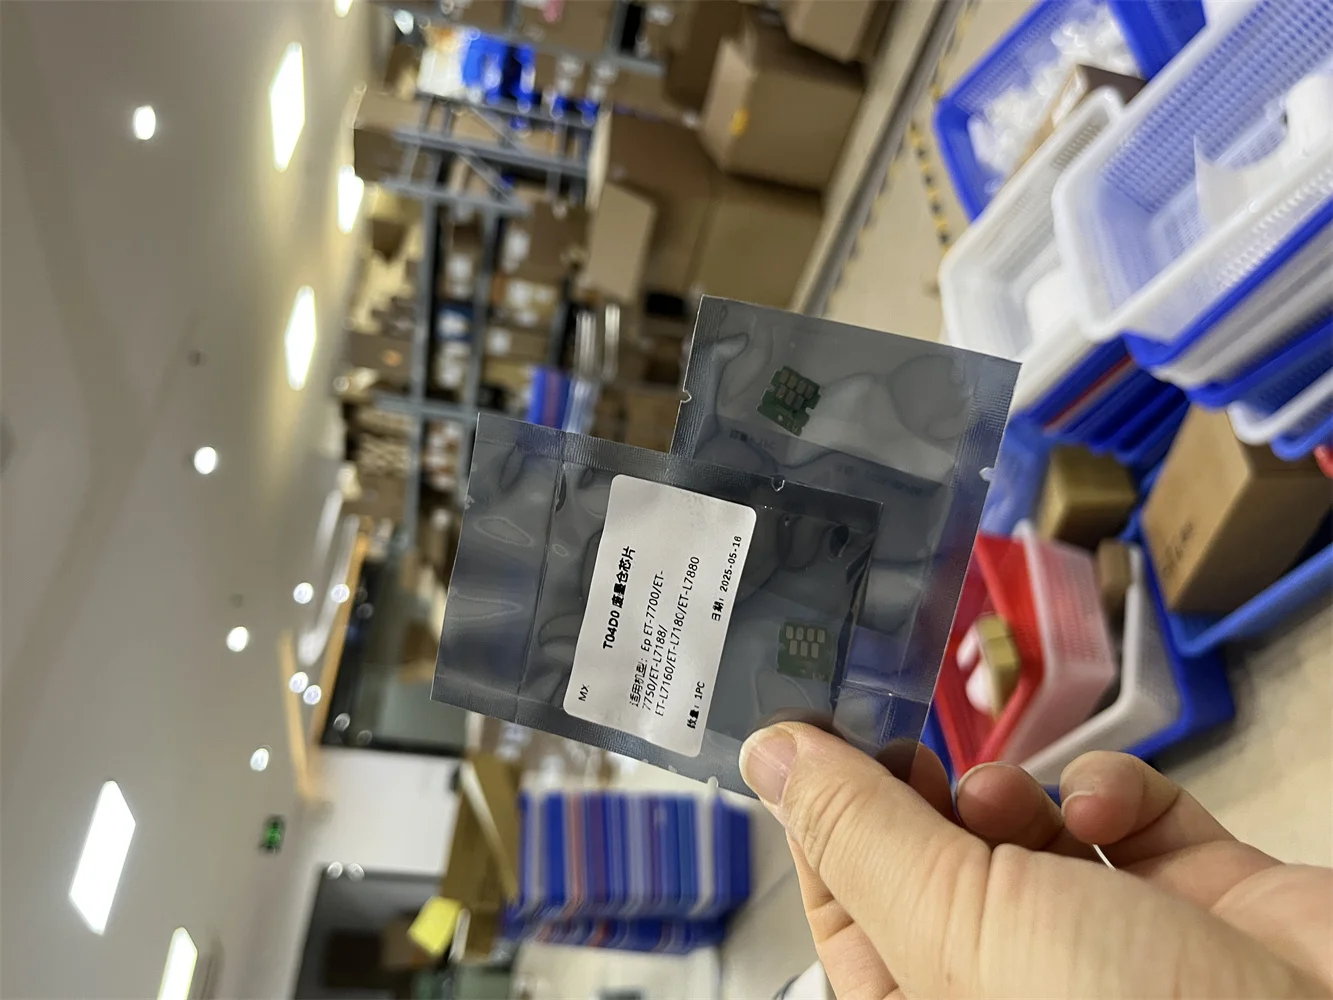 MX
T04D0 废墨仓芯片
适用机型: Ep ET-7700/ET-
7750/ET-L7188/
ET-L7160/ET-L7180/ET-L7880
数量: 1PC
日期: 2025-05-16